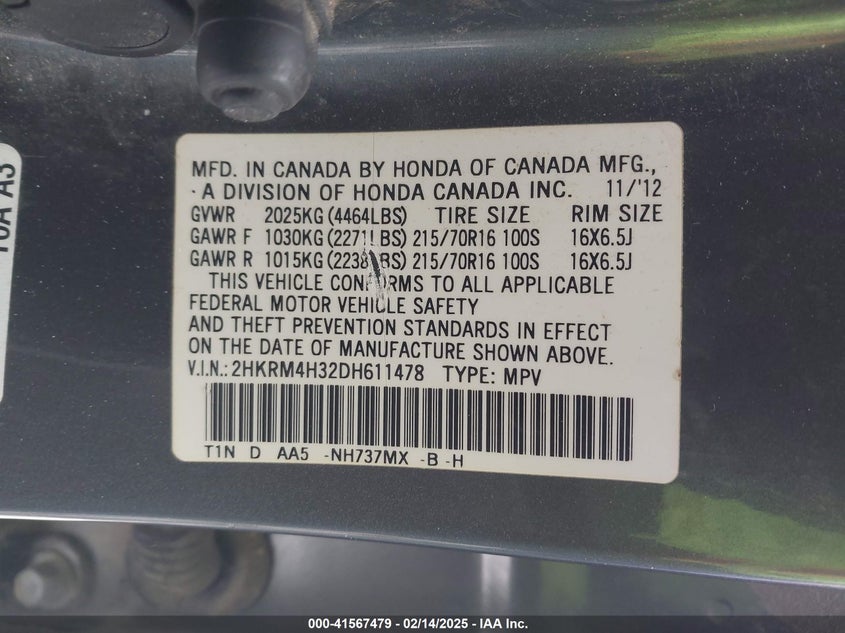 10A A3
MFD. IN CANADA BY HONDA OF CANADA MFG.,
A DIVISION OF HONDA CANADA INC. 11/'12
GVWR 2025KG (4464LBS) TIRE SIZE RIM SIZE
GAWR F 1030KG (2271LBS) 215/70R16 100S 16X6.5J
GAWR R 1015KG (2238LBS) 215/70R16 100S 16X6.5J
THIS VEHICLE CONFORMS TO ALL APPLICABLE
FEDERAL MOTOR VEHICLE SAFETY
AND THEFT PREVENTION STANDARDS IN EFFECT
ON THE DATE OF MANUFACTURE SHOWN ABOVE.
V.I.N.: 2HKRM4H32DH611478 TYPE: MPV
T1N D AA5 -NH737MX -B -H
000-41567479 - 02/14/2025 - IAA Inc.